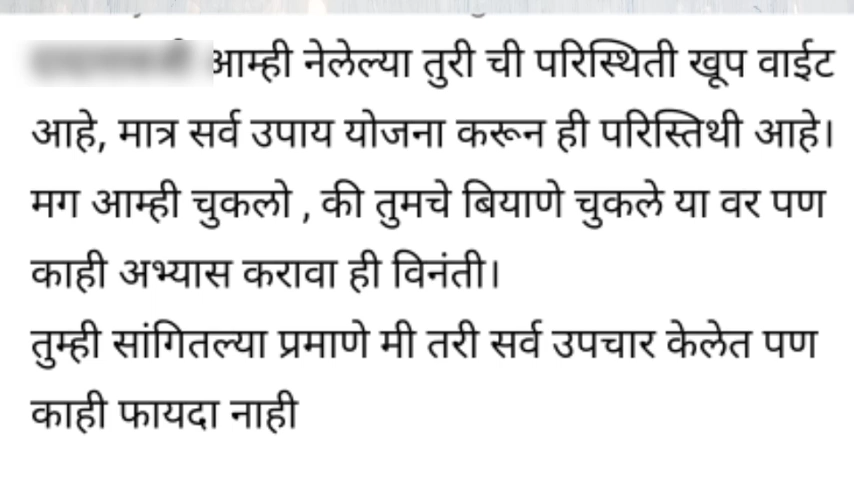 आम्ही नेलेल्या तुरी ची परिस्थिती खूप वाईट
आहे, मात्र सर्व उपाय योजना करून ही परिस्तिथी आहे।
मग आम्ही चुकलो , की तुमचे बियाणे चुकले या वर पण
काही अभ्यास करावा ही विनंती।
तुम्ही सांगितल्या प्रमाणे मी तरी सर्व उपचार केलेत पण
काही फायदा नाही